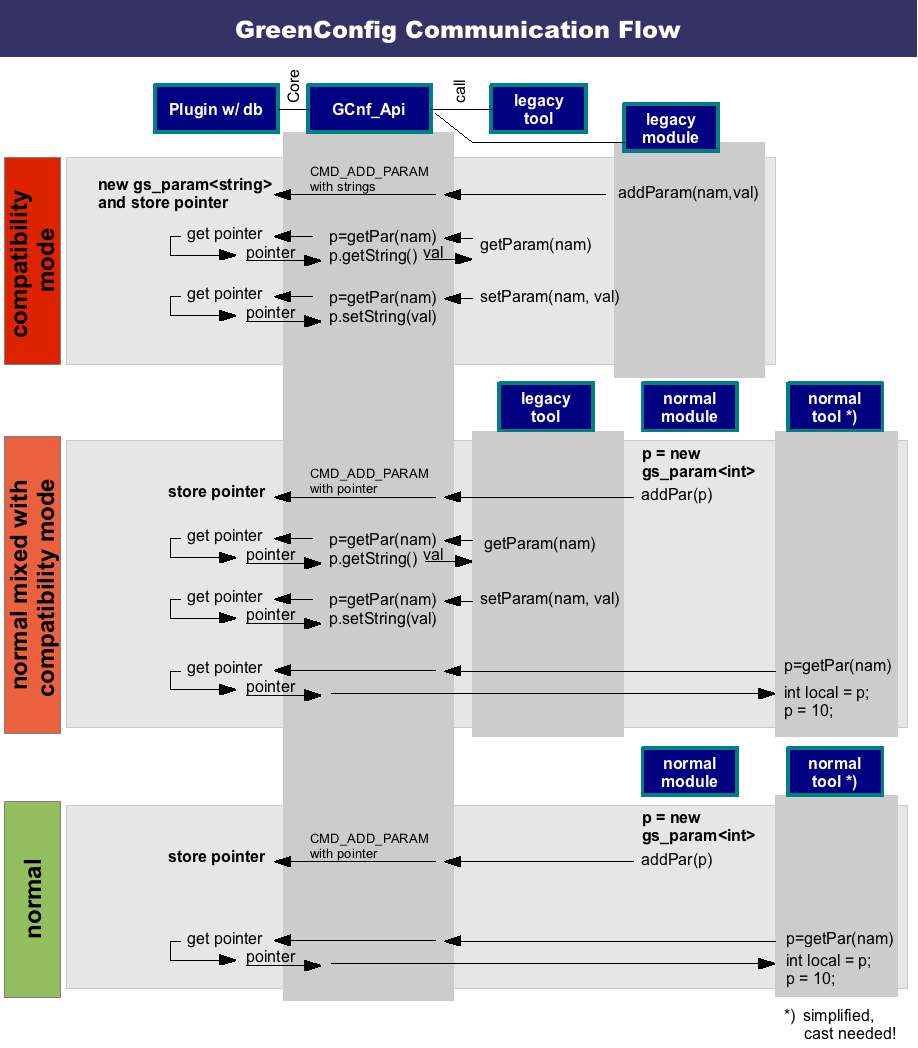 GreenConfig Communication Flow
Core
call
Plugin w/ db
GCnf_Api
legacy
tool
legacy
module
compatibility
mode
new gs_param<string>
and store pointer
CMD_ADD_PARAM
with strings
addParam(nam,val)
get pointer
pointer
p=getPar(nam)
p.getString()
val
getParam(nam)
get pointer
pointer
p=getPar(nam)
p.setString(val)
setParam(nam, val)
legacy
tool
normal
module
normal
tool *)
normal mixed with
compatibility mode
p = new
gs_param<int>
addPar(p)
CMD_ADD_PARAM
with pointer
store pointer
get pointer
pointer
p=getPar(nam)
p.getString()
val
getParam(nam)
get pointer
pointer
p=getPar(nam)
p.setString(val)
setParam(nam, val)
get pointer
pointer
p=getPar(nam)
int local = p;
p = 10;
normal
module
normal
tool *)
normal
p = new
gs_param<int>
addPar(p)
CMD_ADD_PARAM
with pointer
store pointer
get pointer
pointer
p=getPar(nam)
int local = p;
p = 10;
*) simplified,
cast needed!